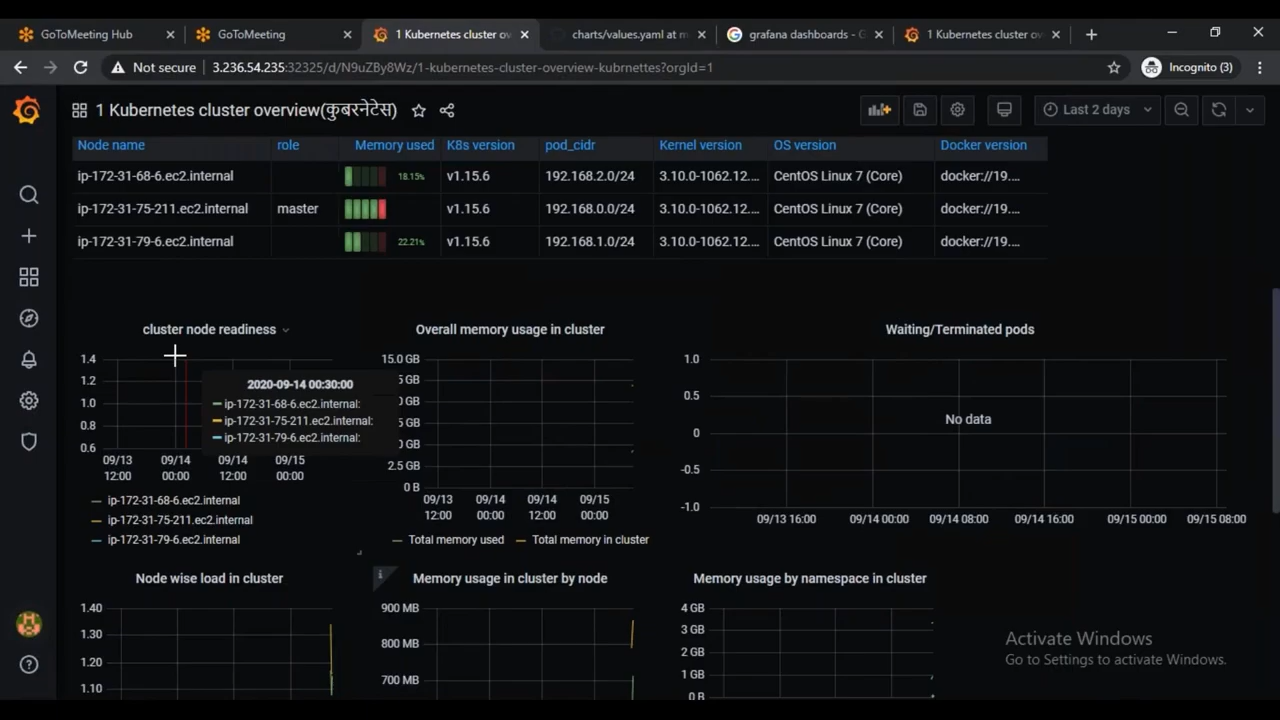 GoToMeeting Hub
GoToMeeting
1 Kubernetes cluster ov
charts/values.yaml at m
grafana dashboards - G
1 Kubernetes cluster ov
Not secure 3.236.54.235:32325/d/N9uZBy8Wz/1-kubernetes-cluster-overview-kubrnettes?orgId=1
Incognito (3)
1 Kubernetes cluster overview(कुबरनेटेस)
Last 2 days
Node name role Memory used K8s version pod_cidr Kernel version OS version Docker version
ip-172-31-68-6.ec2.internal 18.15% v1.15.6 192.168.2.0/24 3.10.0-1062.12.... CentOS Linux 7 (Core) docker://19....
ip-172-31-75-211.ec2.internal master v1.15.6 192.168.0.0/24 3.10.0-1062.12.... CentOS Linux 7 (Core) docker://19....
ip-172-31-79-6.ec2.internal 22.21% v1.15.6 192.168.1.0/24 3.10.0-1062.12.... CentOS Linux 7 (Core) docker://19....
cluster node readiness
1.4
1.2
1.0
0.8
0.6
09/13 12:00
09/14 00:00
09/14 12:00
09/15 00:00
2020-09-14 00:30:00
ip-172-31-68-6.ec2.internal:
ip-172-31-75-211.ec2.internal:
ip-172-31-79-6.ec2.internal:
ip-172-31-68-6.ec2.internal
ip-172-31-75-211.ec2.internal
ip-172-31-79-6.ec2.internal
Overall memory usage in cluster
15.0 GB
5 GB
0 GB
5 GB
0 GB
2.5 GB
0 B
09/13 12:00
09/14 00:00
09/14 12:00
09/15 00:00
Total memory used Total memory in cluster
Waiting/Terminated pods
1.0
0.5
0
-0.5
-1.0
No data
09/13 16:00 09/14 00:00 09/14 08:00 09/14 16:00 09/15 00:00 09/15 08:00
Node wise load in cluster
1.40
1.30
1.20
1.10
Memory usage in cluster by node
900 MB
800 MB
700 MB
Memory usage by namespace in cluster
4 GB
3 GB
2 GB
1 GB
0 B
Activate Windows
Go to Settings to activate Windows.